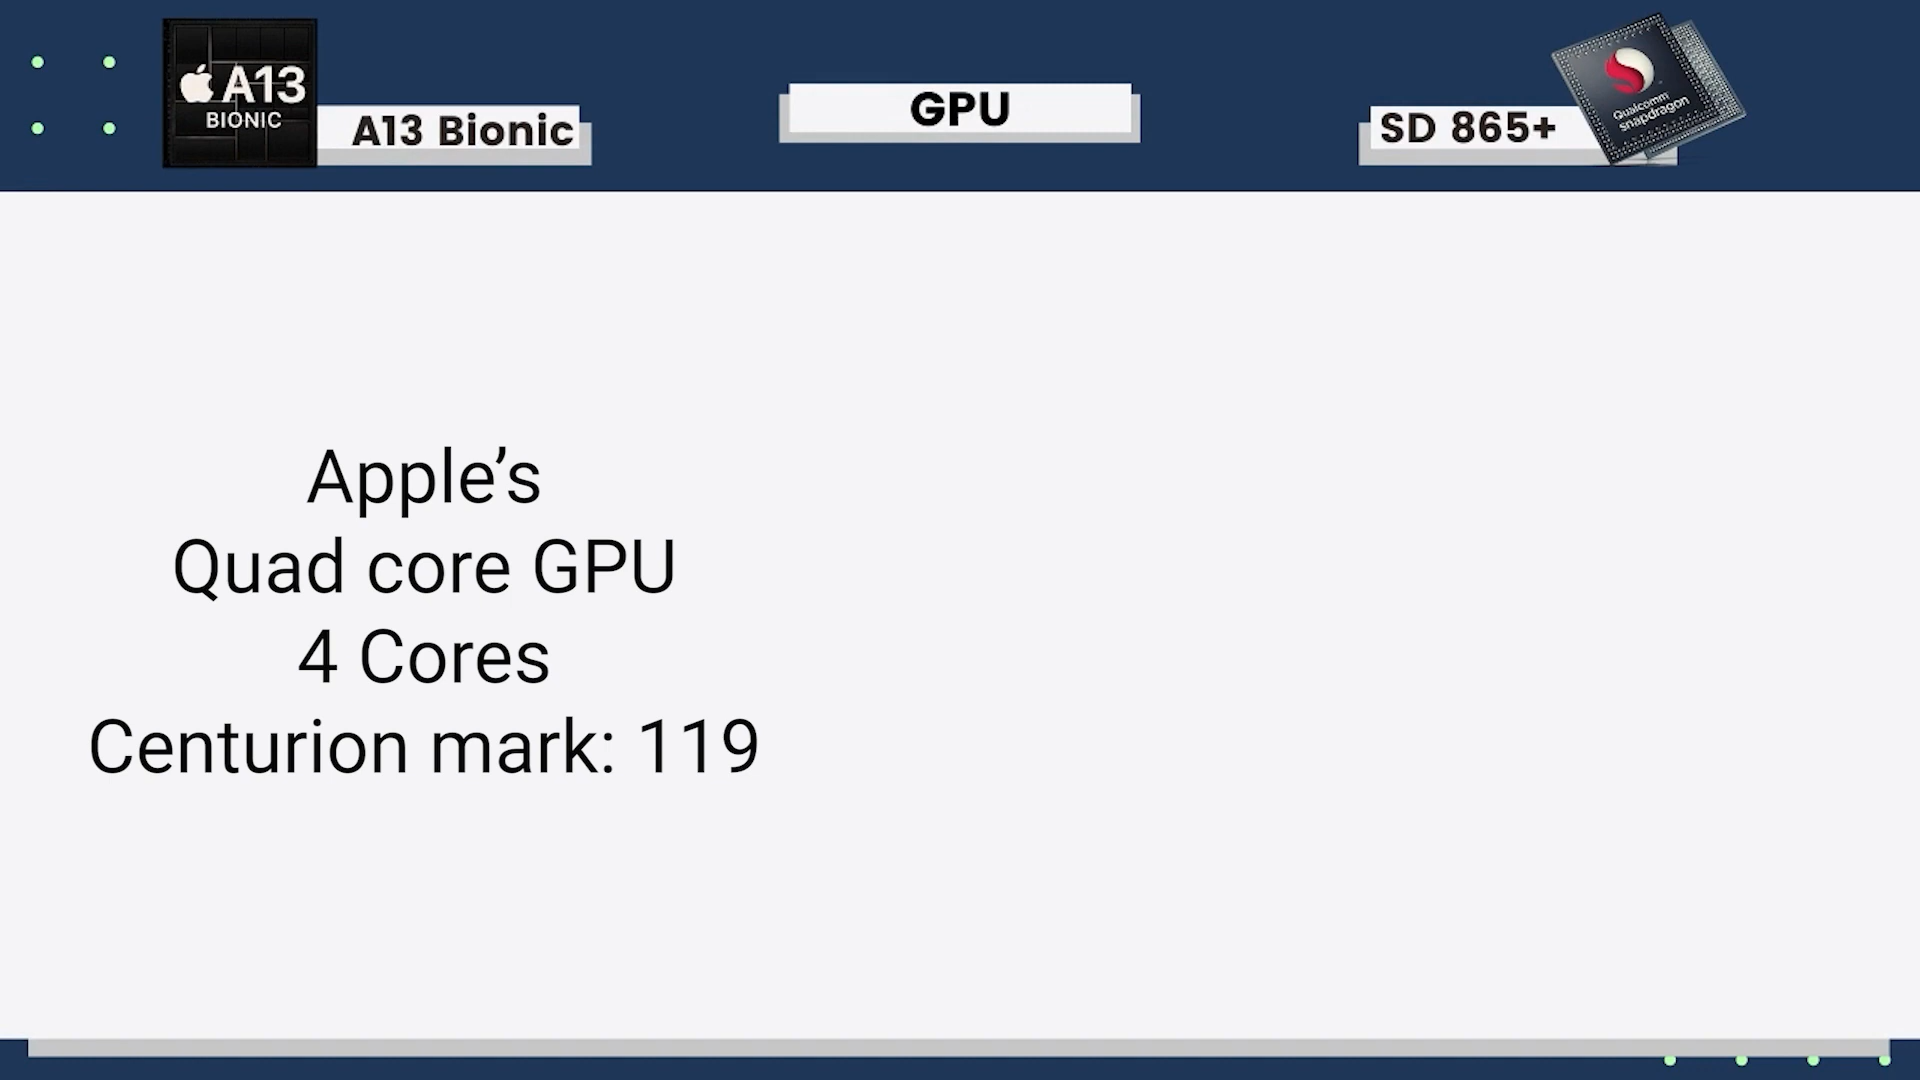 A13
BIONIC
A13 Bionic
GPU
SD 865+
Qualcomm
snapdragon
Apple’s
Quad core GPU
4 Cores
Centurion mark: 119